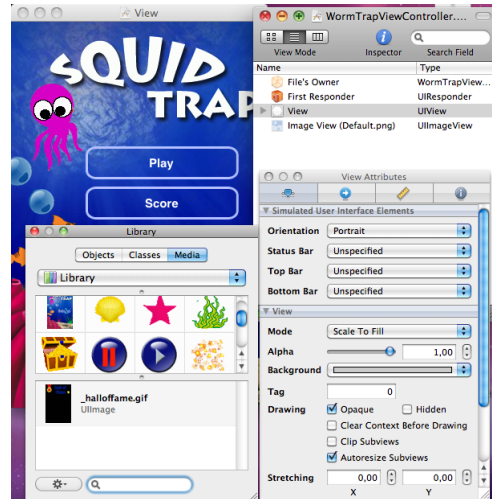 View
SQUID
TRAP
Play
Score
WormTrapViewController....
View Mode
Inspector
Search Field
Name
Type
File's Owner
WormTrapView...
First Responder
UIResponder
View
UIView
Image View (Default.png)
UIImageView
View Attributes
Simulated User Interface Elements
Orientation
Portrait
Status Bar
Unspecified
Top Bar
Unspecified
Bottom Bar
Unspecified
View
Mode
Scale To Fill
Alpha
1,00
Background
Tag
0
Drawing
Opaque
Hidden
Clear Context Before Drawing
Clip Subviews
Autoresize Subviews
Stretching
0,00
0,00
X
Y
Library
Objects
Classes
Media
Library
_halloffame.gif
UIImage